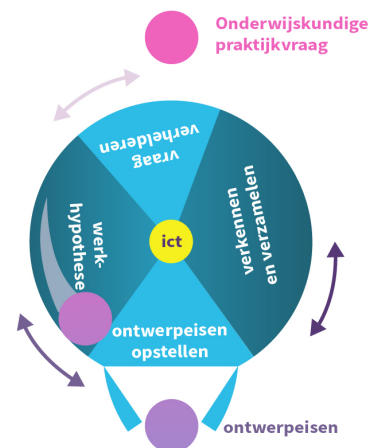 Onderwijskundige
praktijkvraag
vraag
verhelderen
verkennen
en verzamelen
werk-
hypothese
ict
ontwerpeisen
opstellen
ontwerpeisen